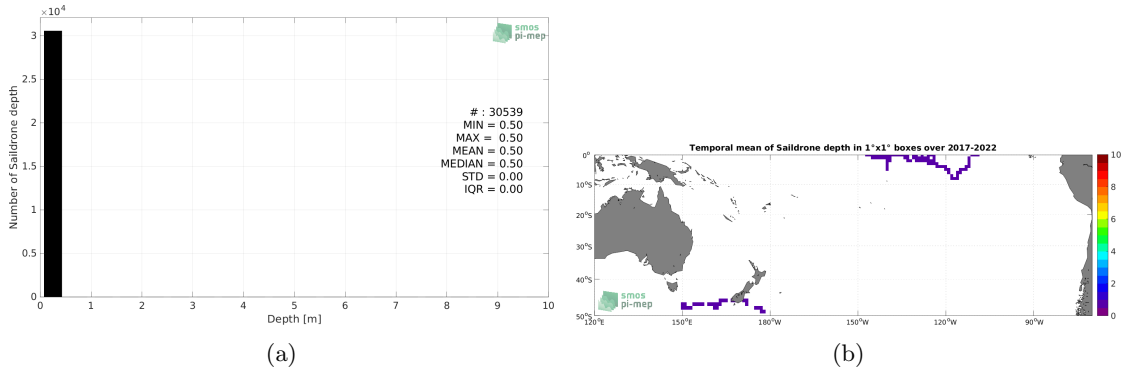 ×10⁴
3
2.5
2
1.5
1
0.5
0
Number of Saildrone depth
0 1 2 3 4 5 6 7 8 9 10
Depth [m]
smos
pi-mep
# : 30539
MIN = 0.50
MAX = 0.50
MEAN = 0.50
MEDIAN = 0.50
STD = 0.00
IQR = 0.00
(a)
Temporal mean of Saildrone depth in 1°x1° boxes over 2017-2022
0°
10°S
20°S
30°S
40°S
50°S
120°E 150°E 180°W 150°W 120°W 90°W
smos
pi-mep
10
8
6
4
2
0
(b)